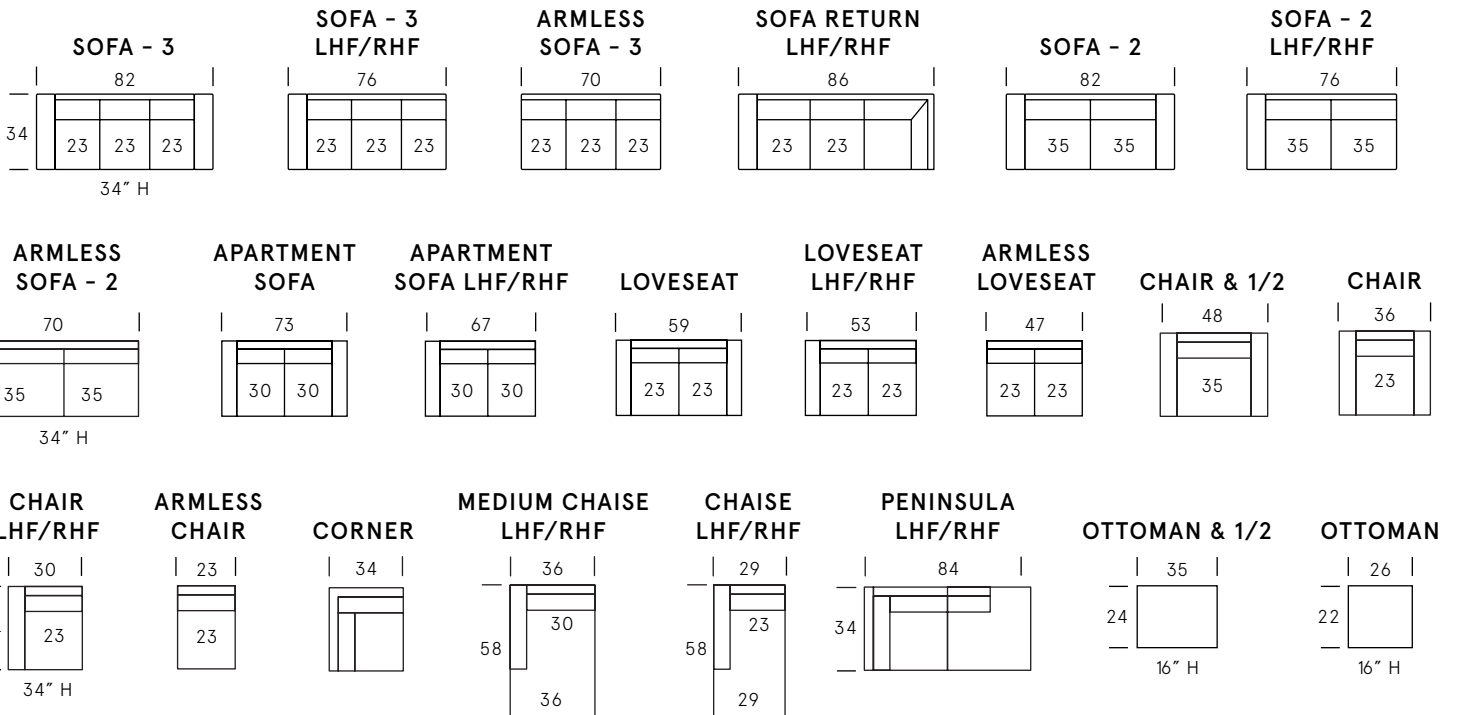 SOFA - 3
82
34
23 23 23
34″ H
SOFA - 3
LHF/RHF
76
23 23 23
ARMLESS
SOFA - 3
70
23 23 23
SOFA RETURN
LHF/RHF
86
23 23
SOFA - 2
82
35 35
SOFA - 2
LHF/RHF
76
35 35
ARMLESS
SOFA - 2
70
35 35
34″ H
APARTMENT
SOFA
73
30 30
APARTMENT
SOFA LHF/RHF
67
30 30
LOVESEAT
59
23 23
LOVESEAT
LHF/RHF
53
23 23
ARMLESS
LOVESEAT
47
23 23
CHAIR & 1/2
48
35
CHAIR
36
23
CHAIR
LHF/RHF
30
23
34″ H
ARMLESS
CHAIR
23
23
CORNER
34
MEDIUM CHAISE
LHF/RHF
36
30
58
36
CHAISE
LHF/RHF
29
23
58
29
PENINSULA
LHF/RHF
84
34
OTTOMAN & 1/2
35
24
16″ H
OTTOMAN
26
22
16″ H